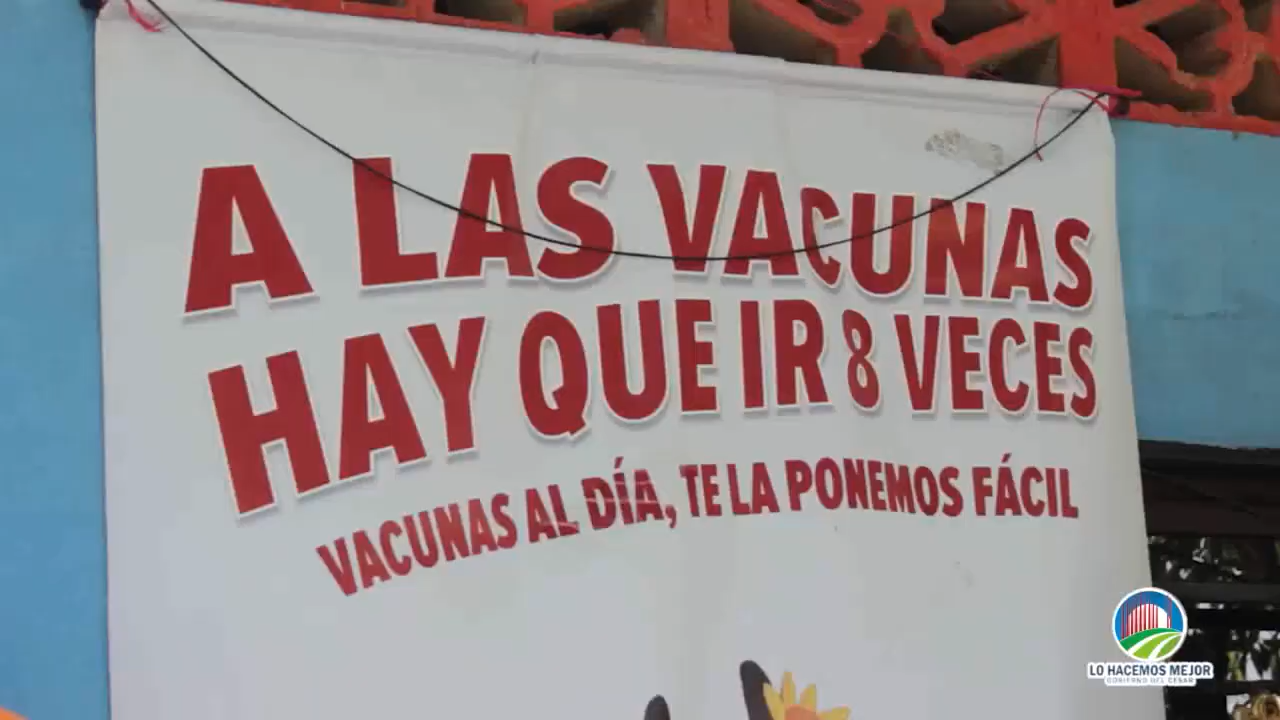 A LAS VACUNAS
HAY QUE IR 8 VECES
VACUNAS AL DÍA, TE LA PONEMOS FÁCIL
LO HACEMOS MEJOR
GOBIERNO DEL CESAR